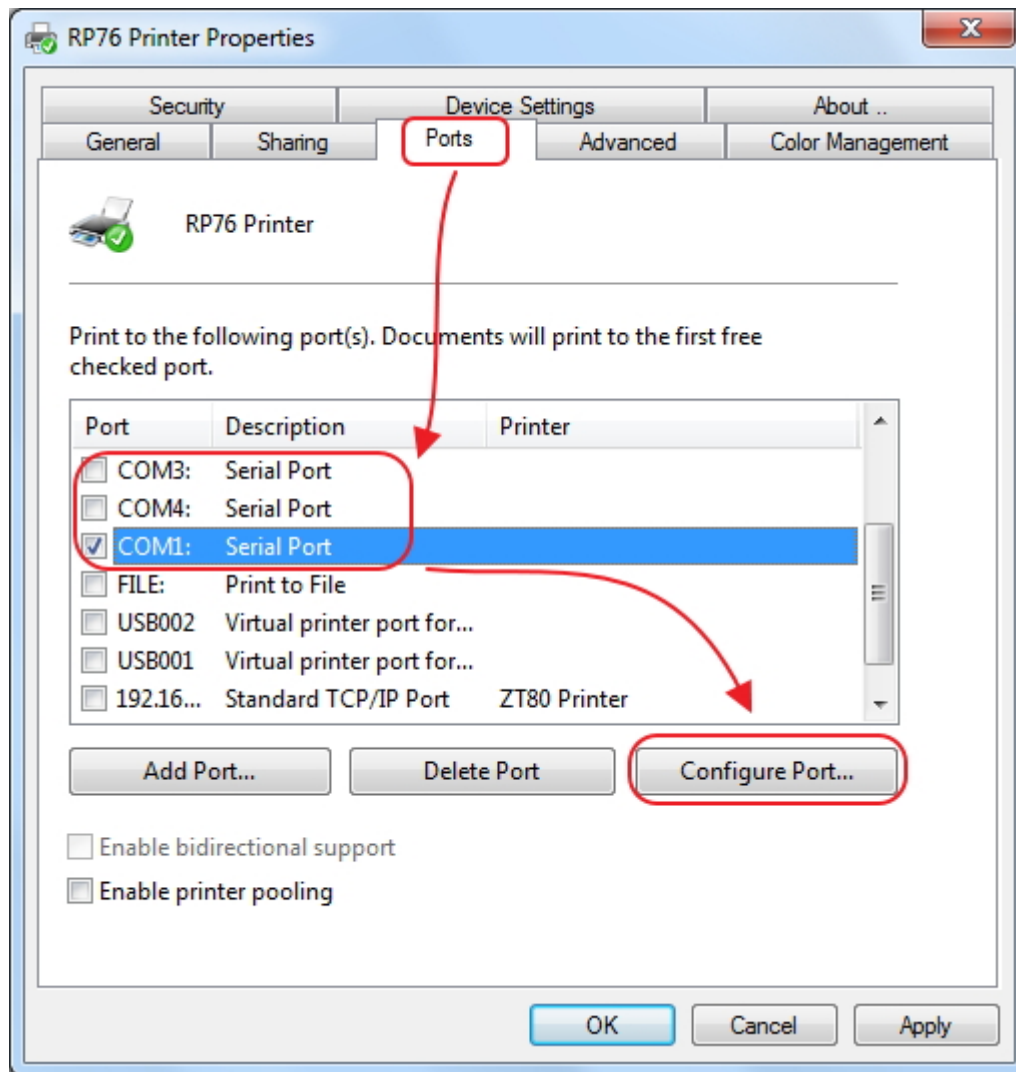 RP76 Printer Properties
x
Security Device Settings About ..
General Sharing Ports Advanced Color Management
RP76 Printer
Print to the following port(s). Documents will print to the first free
checked port.
Port Description Printer
COM3: Serial Port
COM4: Serial Port
COM1: Serial Port
FILE: Print to File
USB002 Virtual printer port for...
USB001 Virtual printer port for...
192.16... Standard TCP/IP Port ZT80 Printer
Add Port... Delete Port Configure Port...
Enable bidirectional support
Enable printer pooling
OK Cancel Apply